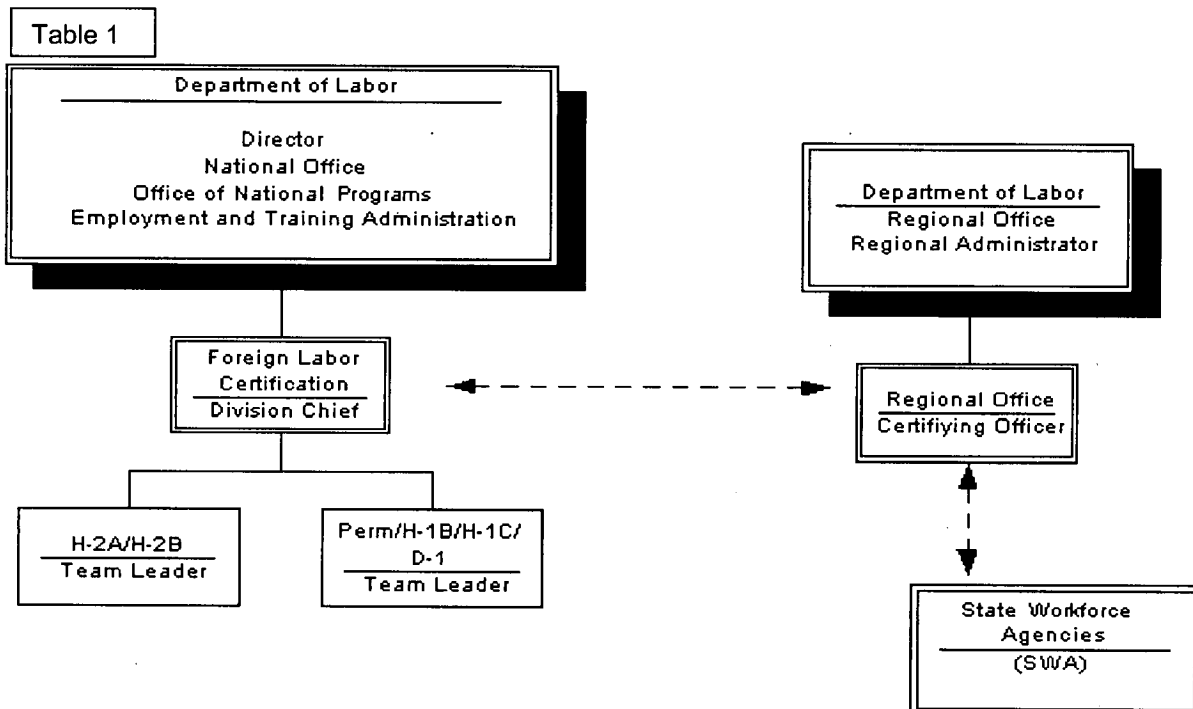 Table 1
Department of Labor
Director
National Office
Office of National Programs
Employment and Training Administration
Foreign Labor
Certification
Division Chief
H-2A/H-2B
Team Leader
Perm/H-1B/H-1C/
D-1
Team Leader
Department of Labor
Regional Office
Regional Administrator
Regional Office
Certifiying Officer
State Workforce
Agencies
(SWA)